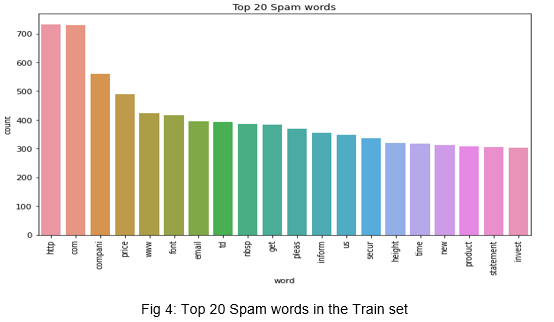 Top 20 Spam words
700
600
500
400
300
200
100
0
count
http
com
compani
price
www
font
email
td
nbsp
get
pleas
inform
us
secur
height
time
new
product
statement
invest
word
Fig 4: Top 20 Spam words in the Train set